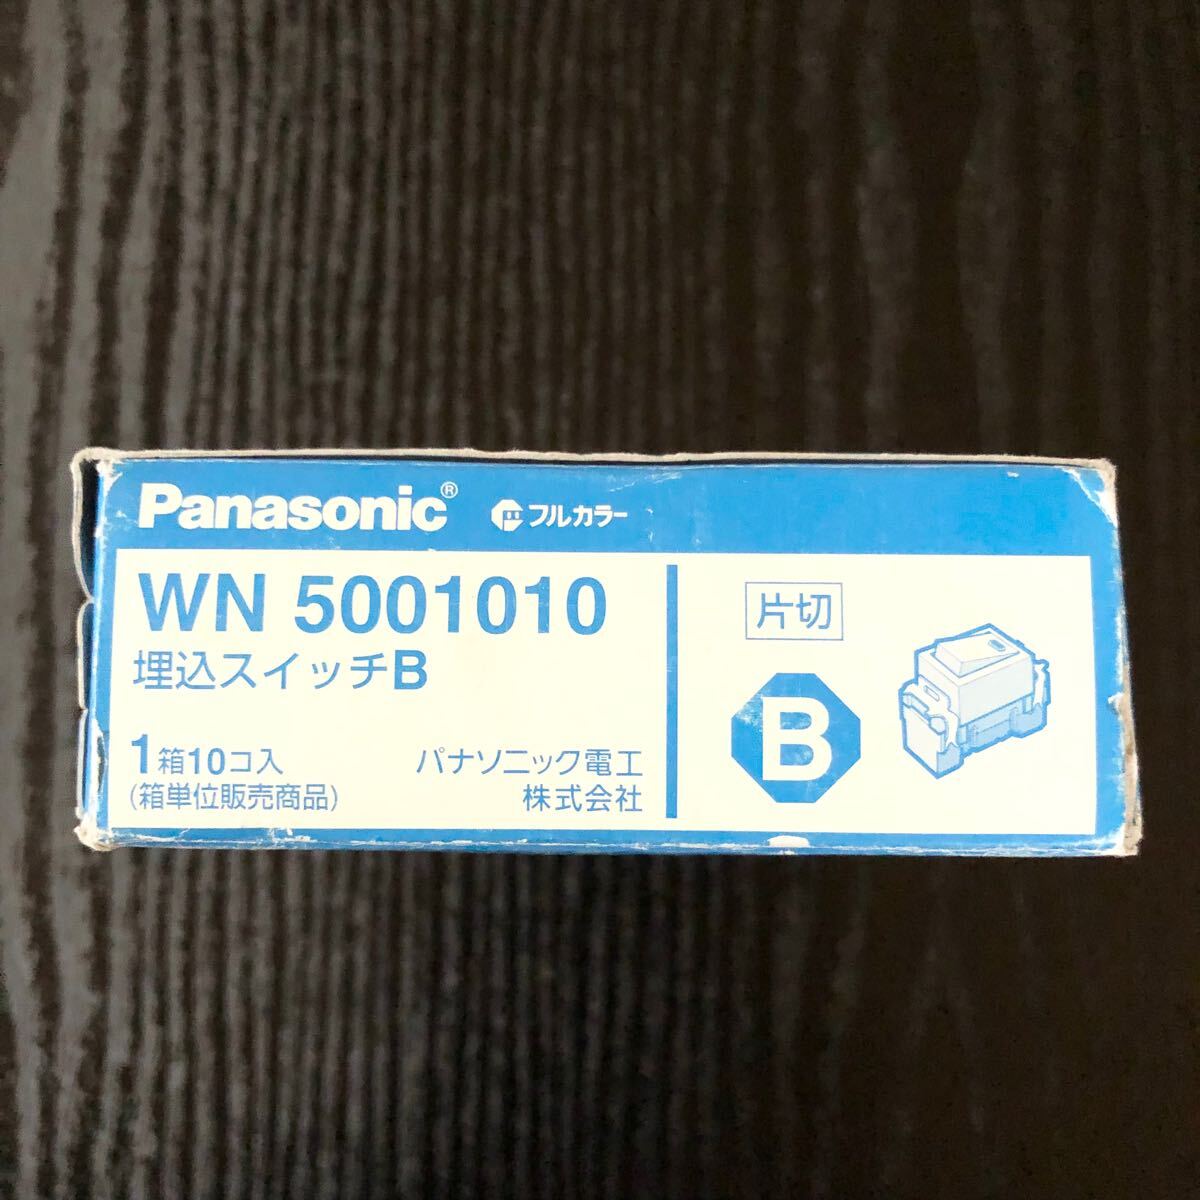 Panasonic® フルカラー
WN 5001010
埋込スイッチB
1箱10コ入
(箱単位販売商品)
パナソニック電工
株式会社
片切
B